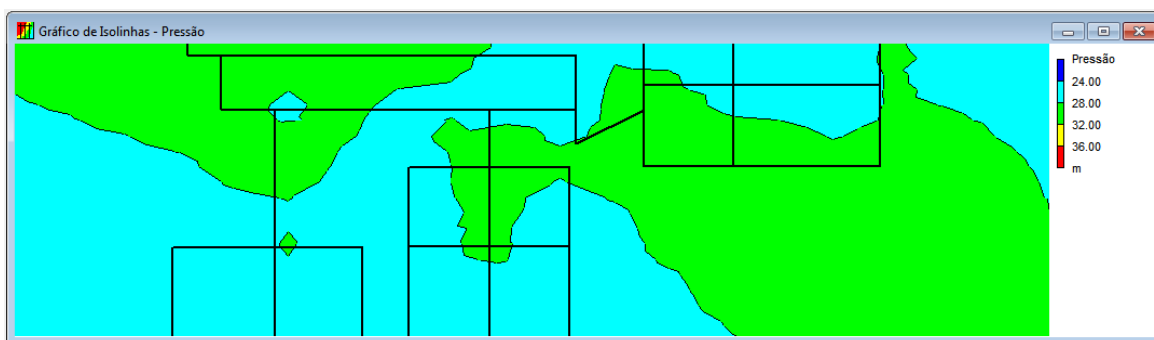 Gráfico de Isolinhas - Pressão
Pressão
24.00
28.00
32.00
36.00
m